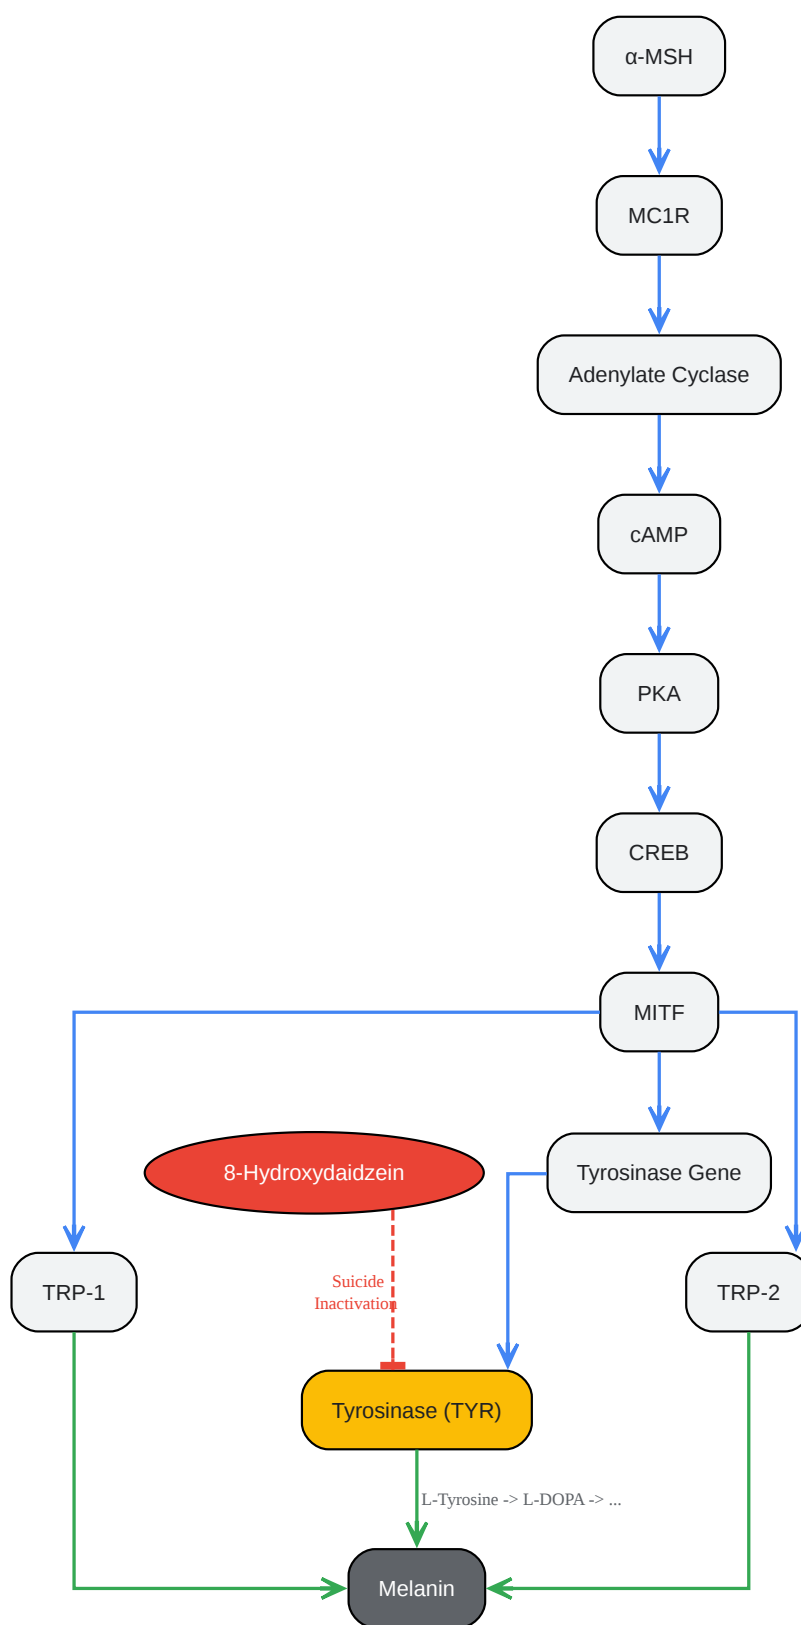 α-MSH
MC1R
Adenylate Cyclase
cAMP
PKA
CREB
MITF
8-Hydroxydaidzein
Tyrosinase Gene
TRP-1
Suicide
Inactivation
TRP-2
Tyrosinase (TYR)
L-Tyrosine -> L-DOPA -> ...
Melanin